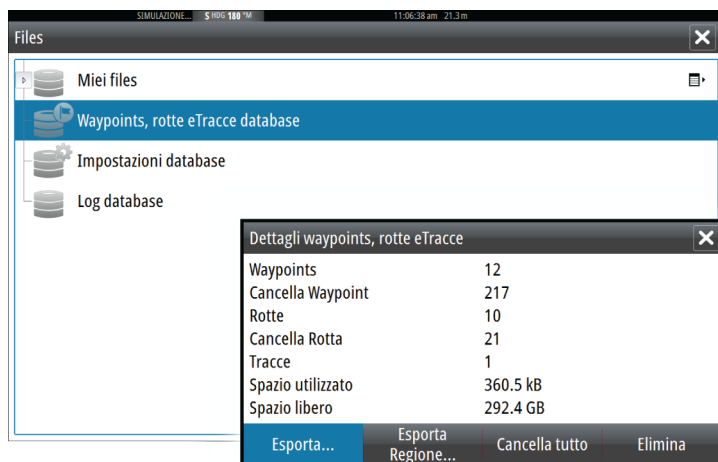 SIMULAZIONE... S HDG 180 °M 11:06:38 am 21.3 m
Files
Miei files
Waypoints, rotte eTracce database
Impostazioni database
Log database
Dettagli waypoints, rotte eTracce
Waypoints 12
Cancella Waypoint 217
Rotte 10
Cancella Rotta 21
Tracce 1
Spazio utilizzato 360.5 kB
Spazio libero 292.4 GB
Esporta... Esporta Regione... Cancella tutto Elimina